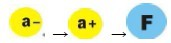 a- → a+ → F